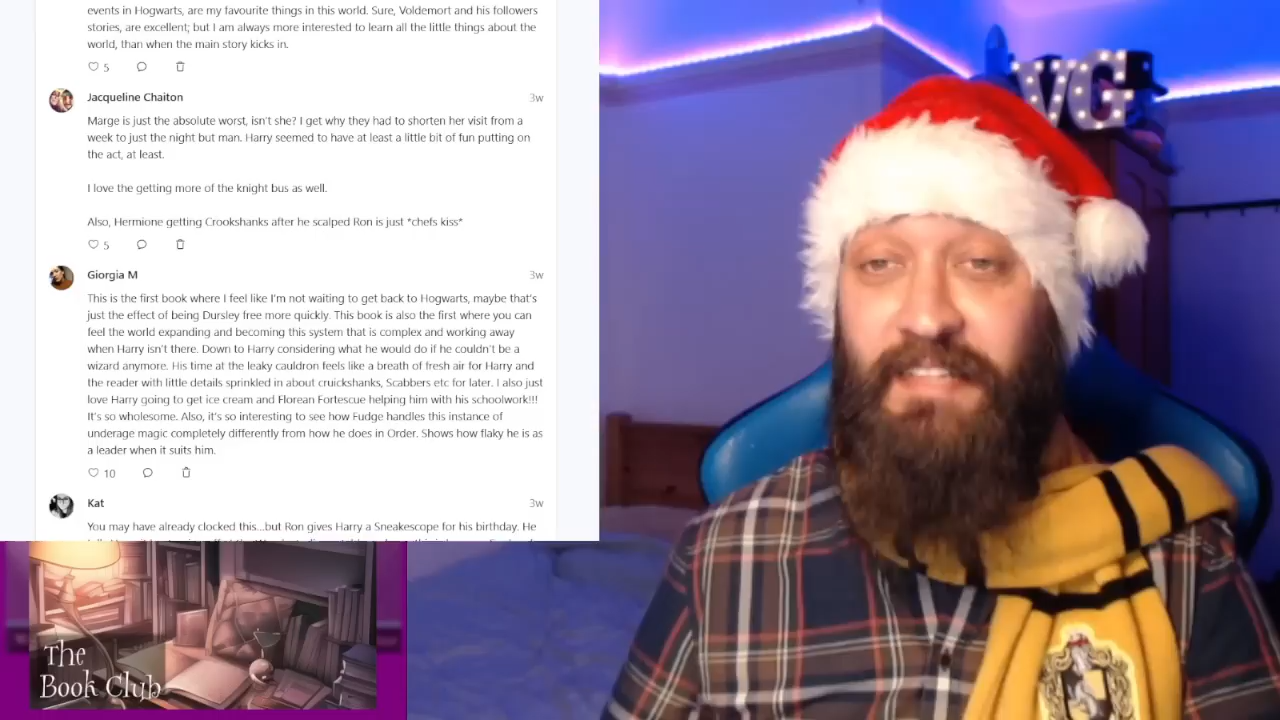 events in Hogwarts, are my favourite things in this world. Sure, Voldemort and his followers
stories, are excellent; but I am always more interested to learn all the little things about the
world, than when the main story kicks in.
5
Jacqueline Chaiton
3w
Marge is just the absolute worst, isn't she? I get why they had to shorten her visit from a
week to just the night but man. Harry seemed to have at least a little bit of fun putting on
the act, at least.
I love the getting more of the knight bus as well.
Also, Hermione getting Crookshanks after he scalped Ron is just *chefs kiss*
5
Giorgia M
3w
This is the first book where I feel like I'm not waiting to get back to Hogwarts, maybe that's
just the effect of being Dursley free more quickly. This book is also the first where you can
feel the world expanding and becoming this system that is complex and working away
when Harry isn't there. Down to Harry considering what he would do if he couldn't be a
wizard anymore. His time at the leaky cauldron feels like a breath of fresh air for Harry and
the reader with little details sprinkled in about cruickshanks, Scabbers etc for later. I also just
love Harry going to get ice cream and Florean Fortescue helping him with his schoolwork!!!
It's so wholesome. Also, it's so interesting to see how Fudge handles this instance of
underage magic completely differently from how he does in Order. Shows how flaky he is as
a leader when it suits him.
10
Kat
3w
You may have already clocked this...but Ron gives Harry a Sneakescope for his birthday. He
VG
The
Book Club